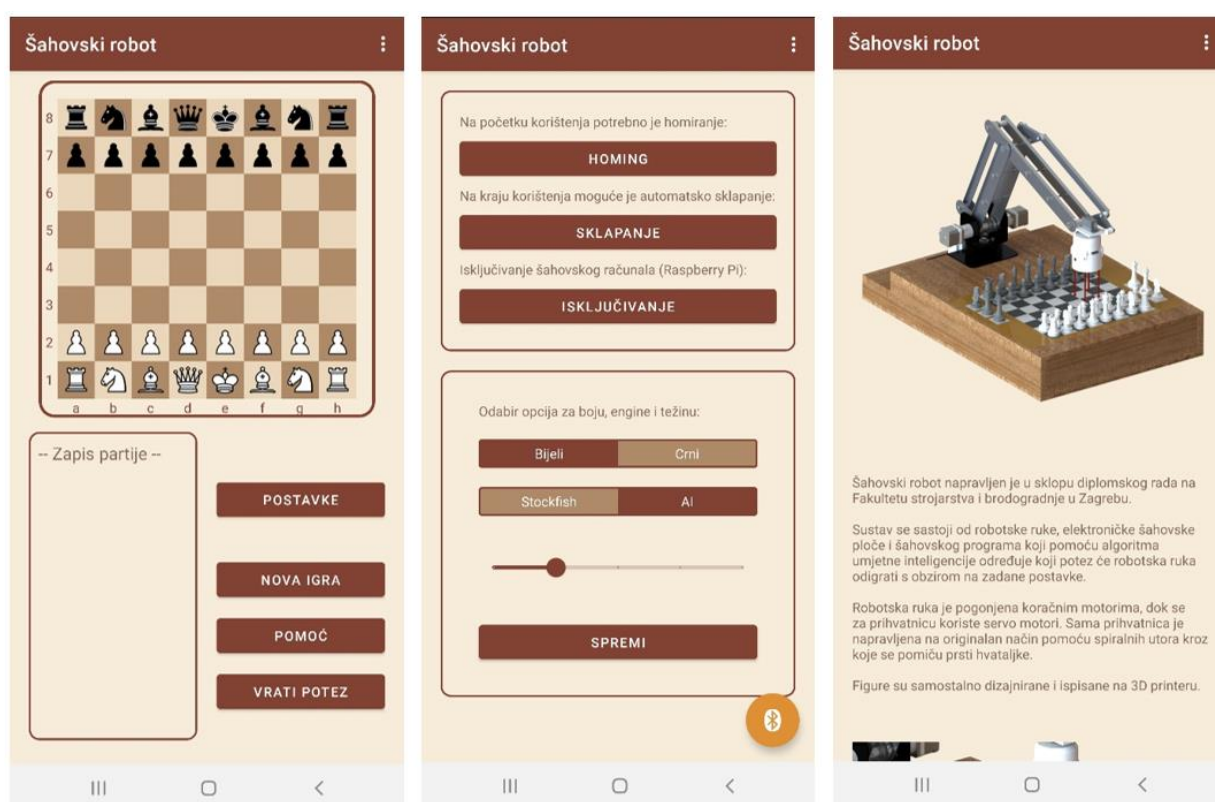 Šahovski robot
8
7
6
5
4
3
2
1
a b c d e f g h
-- Zapis partije --
POSTAVKE
NOVA IGRA
POMOĆ
VRATI POTEZ
Šahovski robot
Na početku korištenja potrebno je homiranje:
HOMING
Na kraju korištenja moguće je automatsko sklapanje:
SKLAPANJE
Isključivanje šahovskog računala (Raspberry Pi):
ISKLJUČIVANJE
Odabir opcija za boju, engine i težinu:
Bijeli Crni
Stockfish AI
SPREMI
Šahovski robot
Šahovski robot napravljen je u sklopu diplomskog rada na
Fakultetu strojarstva i brodogradnje u Zagrebu.
Sustav se sastoji od robotske ruke, elektroničke šahovske
ploče i šahovskog programa koji pomoću algoritma
umjetne inteligencije određuje koji potez će robotska ruka
odigrati s obzirom na zadane postavke.
Robotska ruka je pogonjena koračnim motorima, dok se
za prihvatnicu koriste servo motori. Sama prihvatnica je
napravljena na originalan način pomoću spiralnih utora kroz
koje se pomiču prsti hvataljke.
Figure su samostalno dizajnirane i ispisane na 3D printeru.